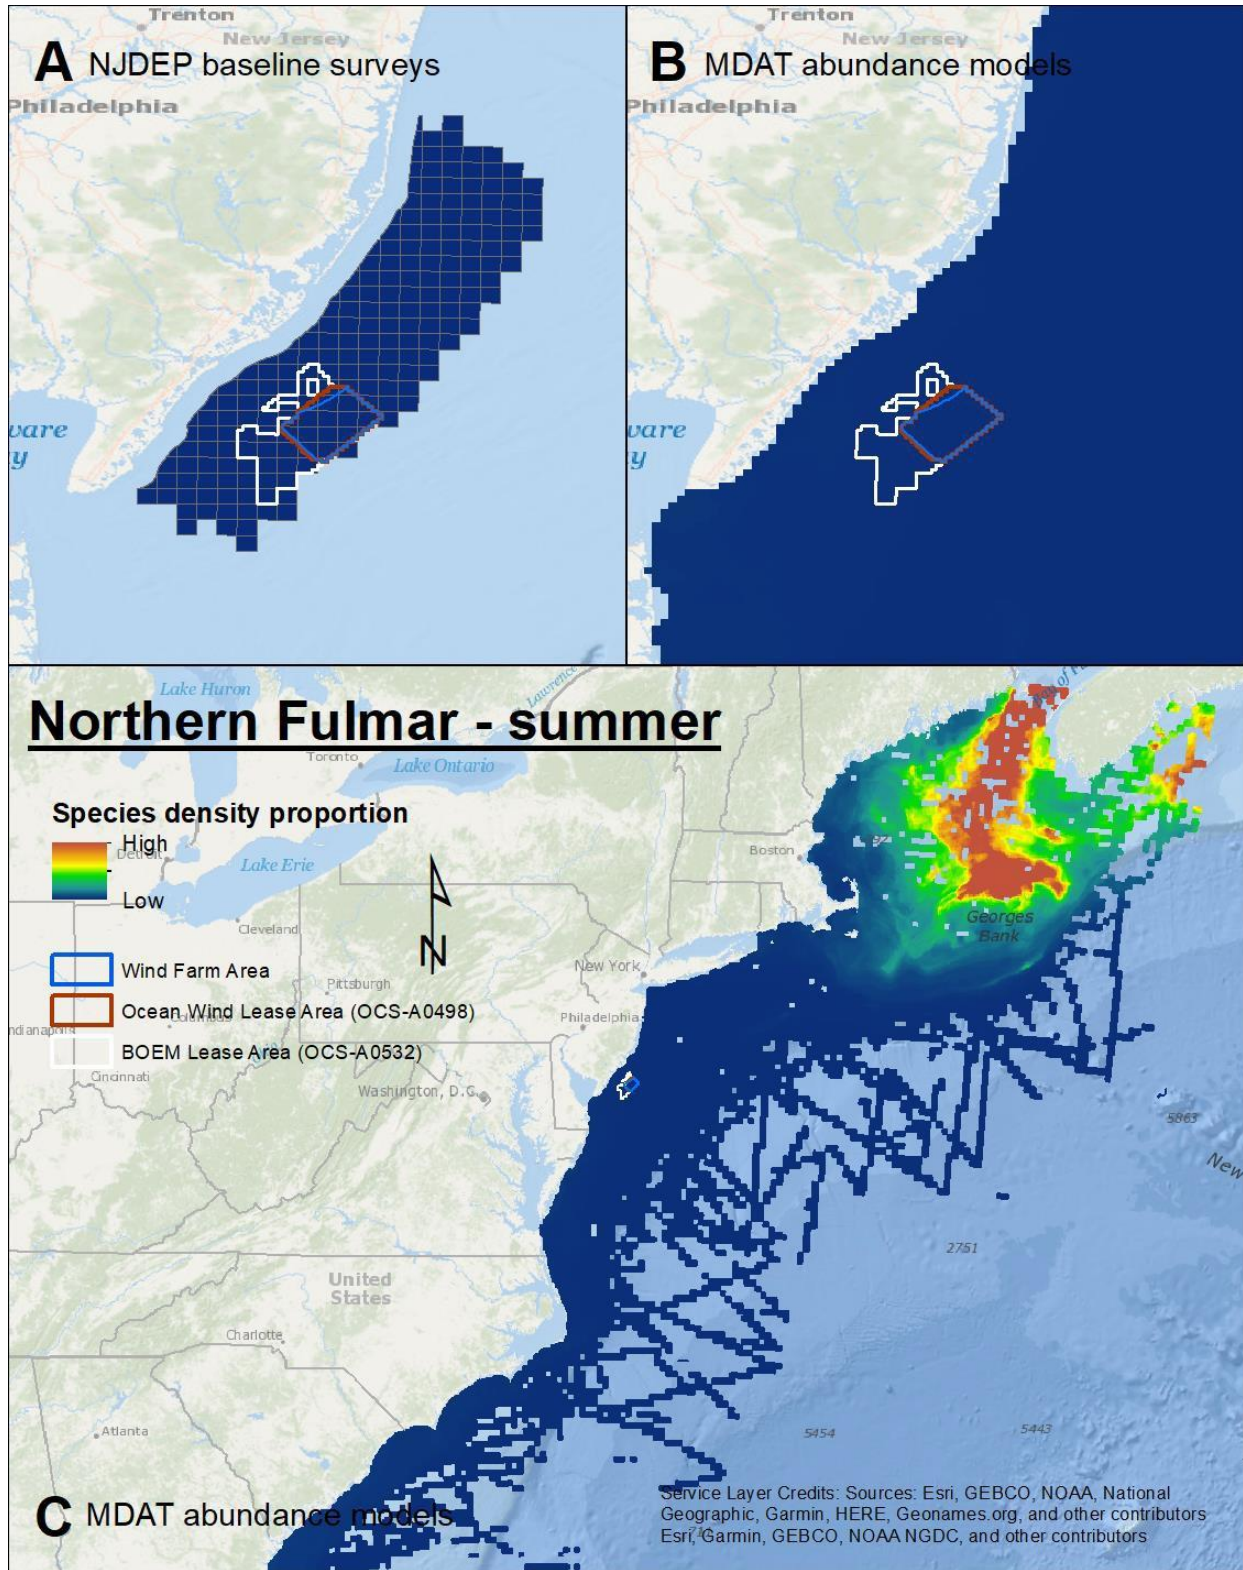 Trenton
New Jersey
A NJDEP baseline surveys
Philadelphia
ware
y
Trenton
New Jersey
B MDAT abundance models
Philadelphia
ware
y
Lake Huron
Lawrence
Northern Fulmar - summer
Toronto
Lake Ontario
Species density proportion
High
Detroit
Low
Lake Erie
Boston
Georges
Bank
Cleveland
N
New York
Wind Farm Area
Pittsburgh
Ocean Wind Lease Area (OCS-A0498)
Philadelphia
Columbus
ndianapolis
BOEM Lease Area (OCS-A0532)
Cincinnati
Washington, D.C.
5863
New
2751
United
States
Charlotte
Atlanta
5454
5443
C MDAT abundance models
Service Layer Credits: Sources: Esri, GEBCO, NOAA, National
Geographic, Garmin, HERE, Geonames.org, and other contributors
Esri, Garmin, GEBCO, NOAA NGDC, and other contributors